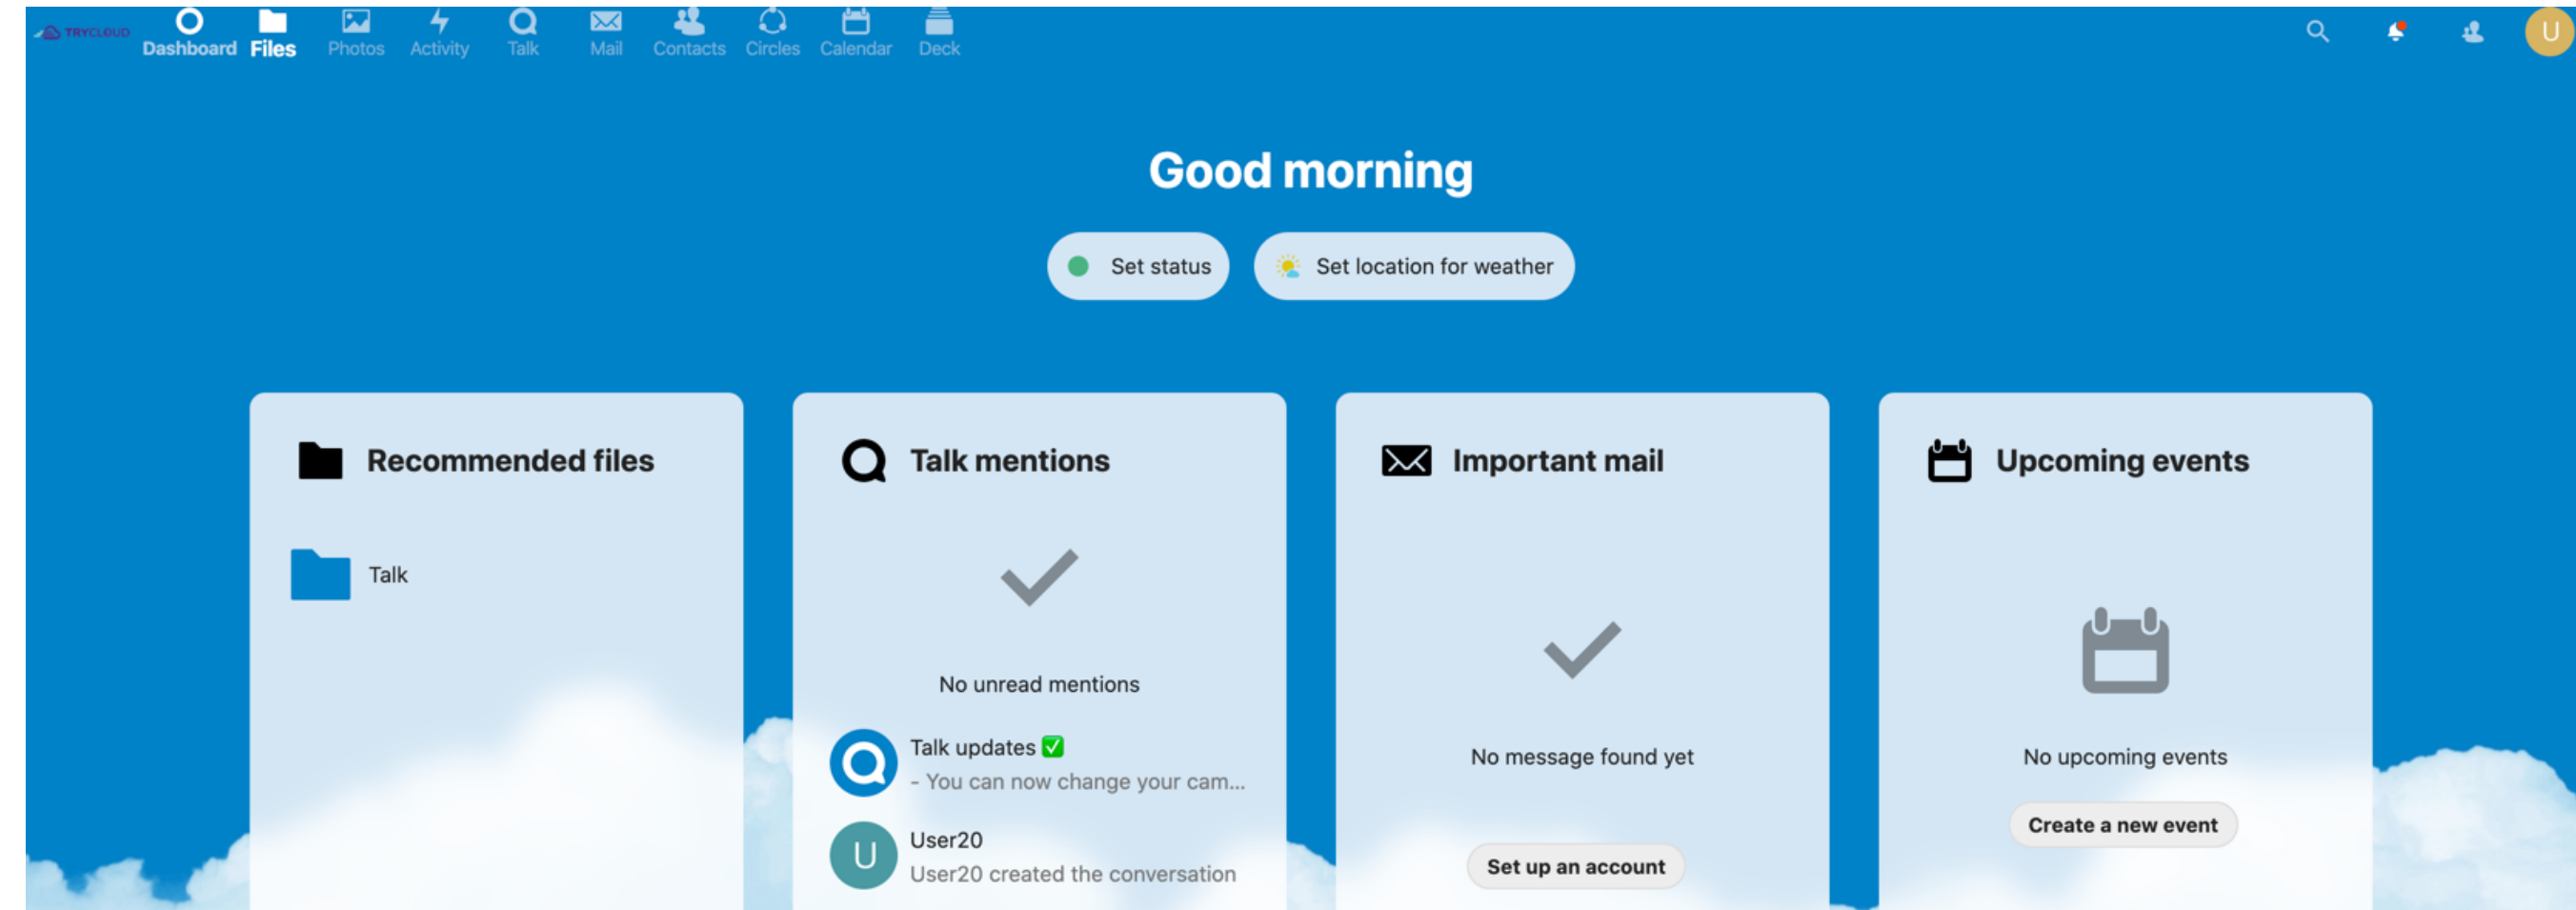 TRYCLOUD
Dashboard Files Photos Activity Talk Mail Contacts Circles Calendar Deck
U
Good morning
Set status
Set location for weather
Recommended files
Talk
Talk mentions
No unread mentions
Talk updates ✅
- You can now change your cam...
U
User20
User20 created the conversation
Important mail
No message found yet
Set up an account
Upcoming events
No upcoming events
Create a new event